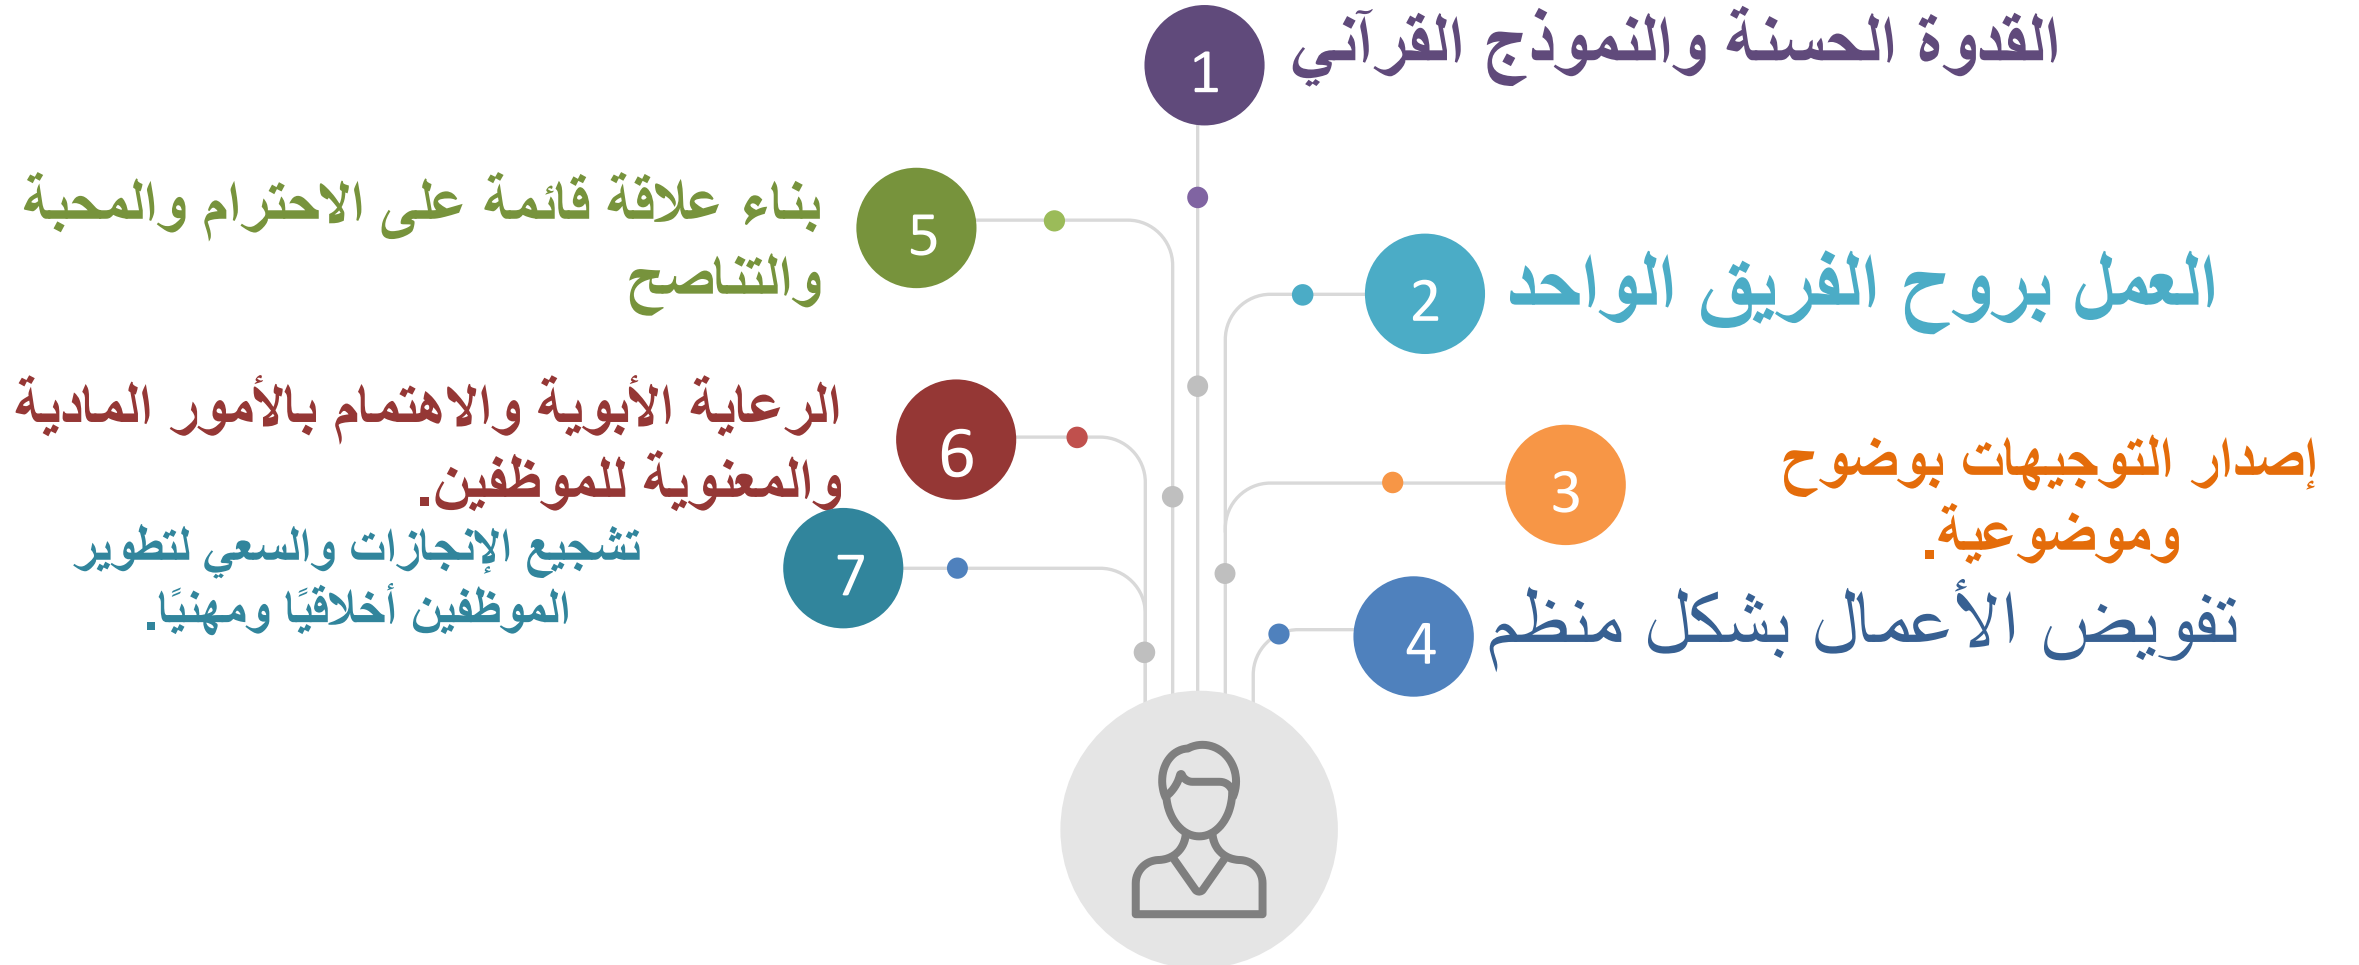 1
القدوة الحسنة والنموذج القرآني
2
العمل بروح الفريق الواحد
3
إصدار التوجيهات بوضوح
وموضوعية.
4
تفويض الأعمال بشكل منظم
5
بناء علاقة قائمة على الاحترام والمحبة
والتناصح
6
الرعاية الأبوية والاهتمام بالأمور المادية
والمعنوية للموظفين.
7
تشجيع الإنجازات والسعي لتطوير
الموظفين أخلاقيًا ومهنيًا.